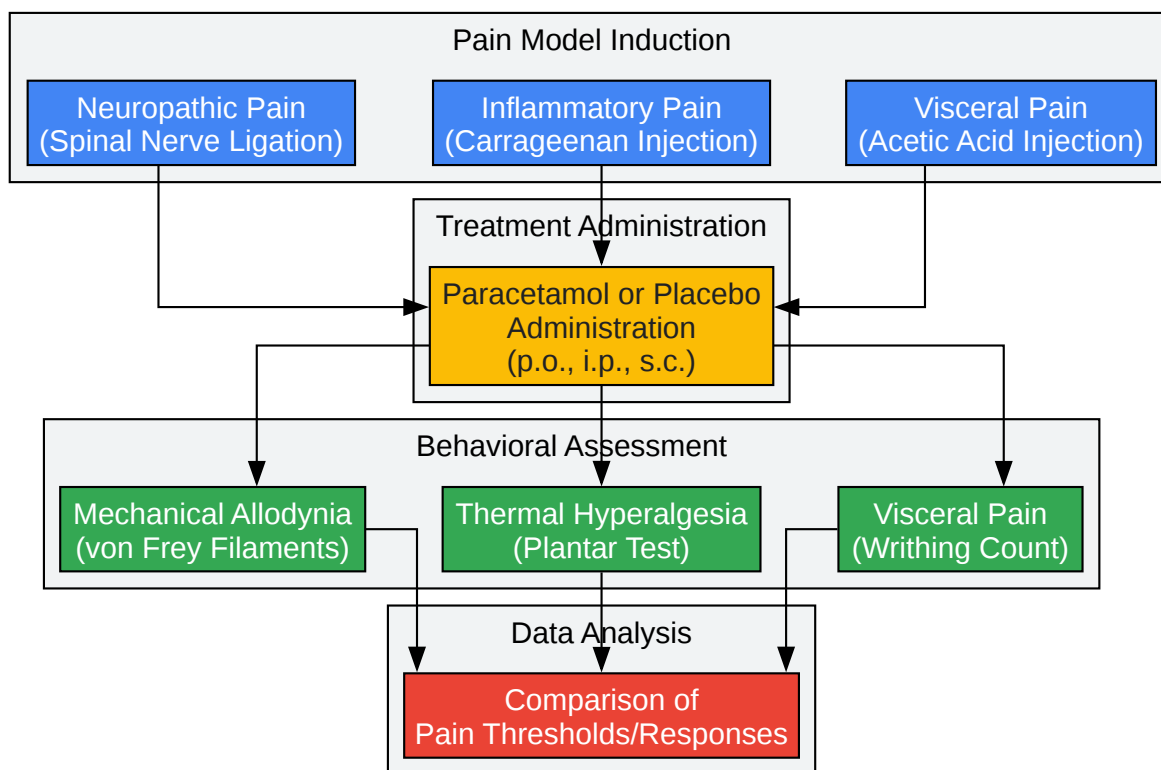 Pain Model Induction
Neuropathic Pain
(Spinal Nerve Ligation)
Inflammatory Pain
(Carrageenan Injection)
Visceral Pain
(Acetic Acid Injection)
Treatment Administration
Paracetamol or Placebo
Administration
(p.o., i.p., s.c.)
Behavioral Assessment
Mechanical Allodynia
(von Frey Filaments)
Thermal Hyperalgesia
(Plantar Test)
Visceral Pain
(Writhing Count)
Data Analysis
Comparison of
Pain Thresholds/Responses